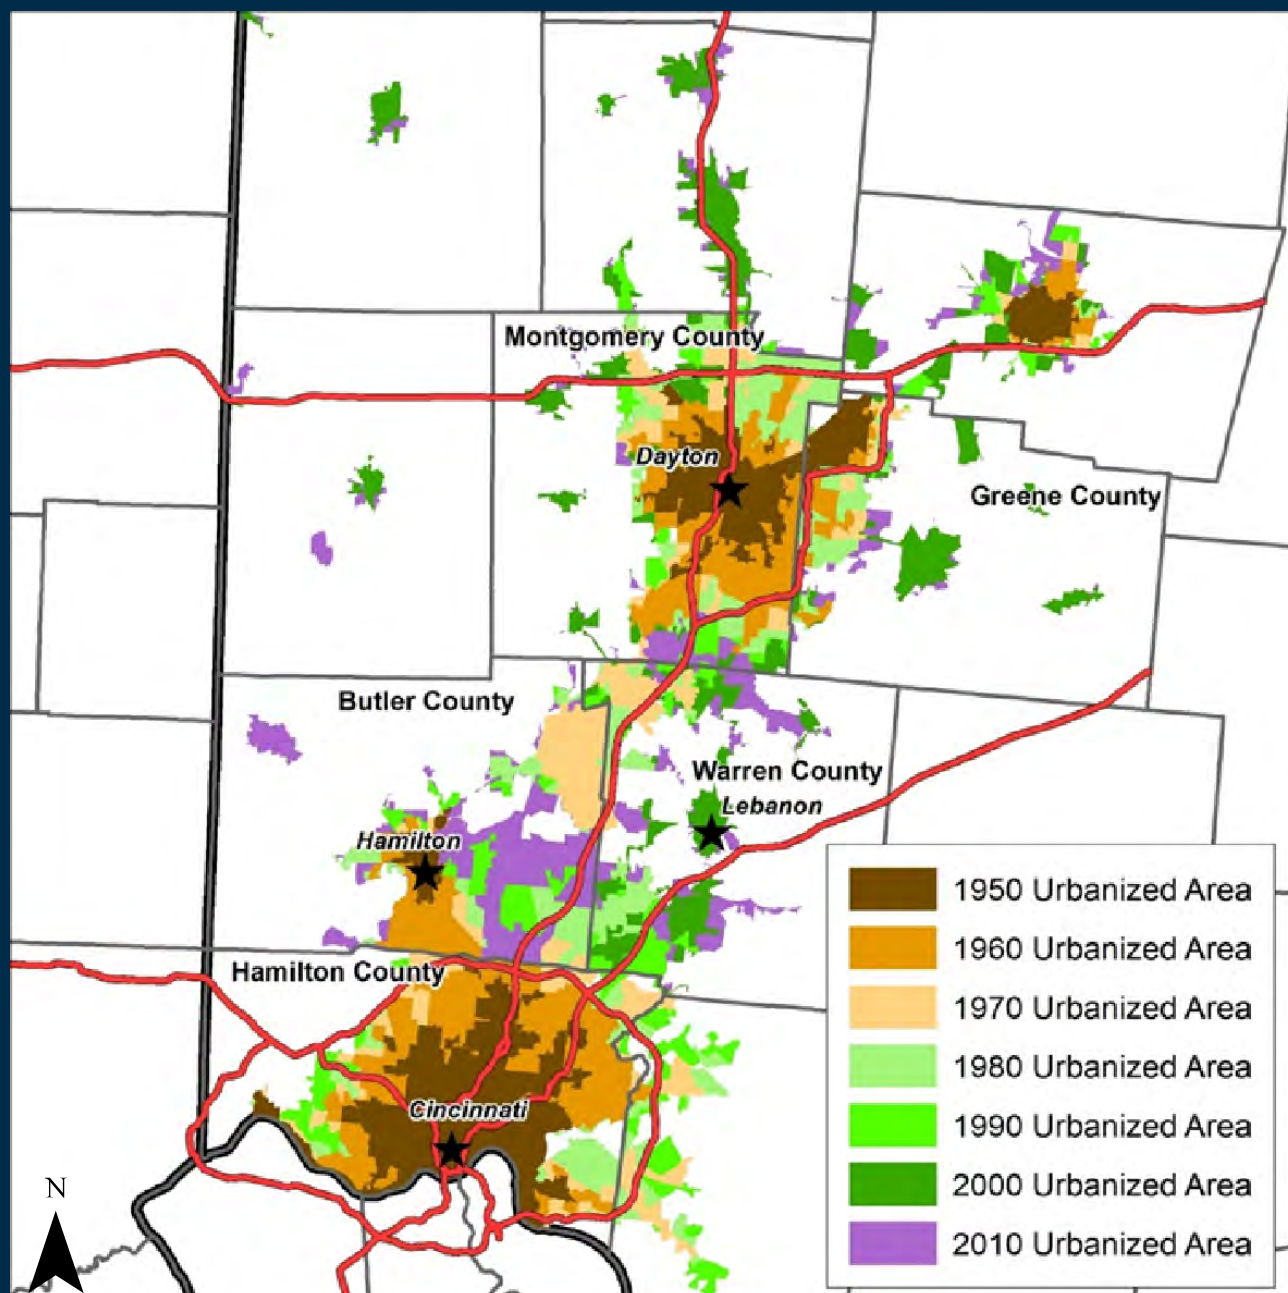 Montgomery County
Dayton
Greene County
Butler County
Warren County
Lebanon
Hamilton
Hamilton County
Cincinnati
N
1950 Urbanized Area
1960 Urbanized Area
1970 Urbanized Area
1980 Urbanized Area
1990 Urbanized Area
2000 Urbanized Area
2010 Urbanized Area